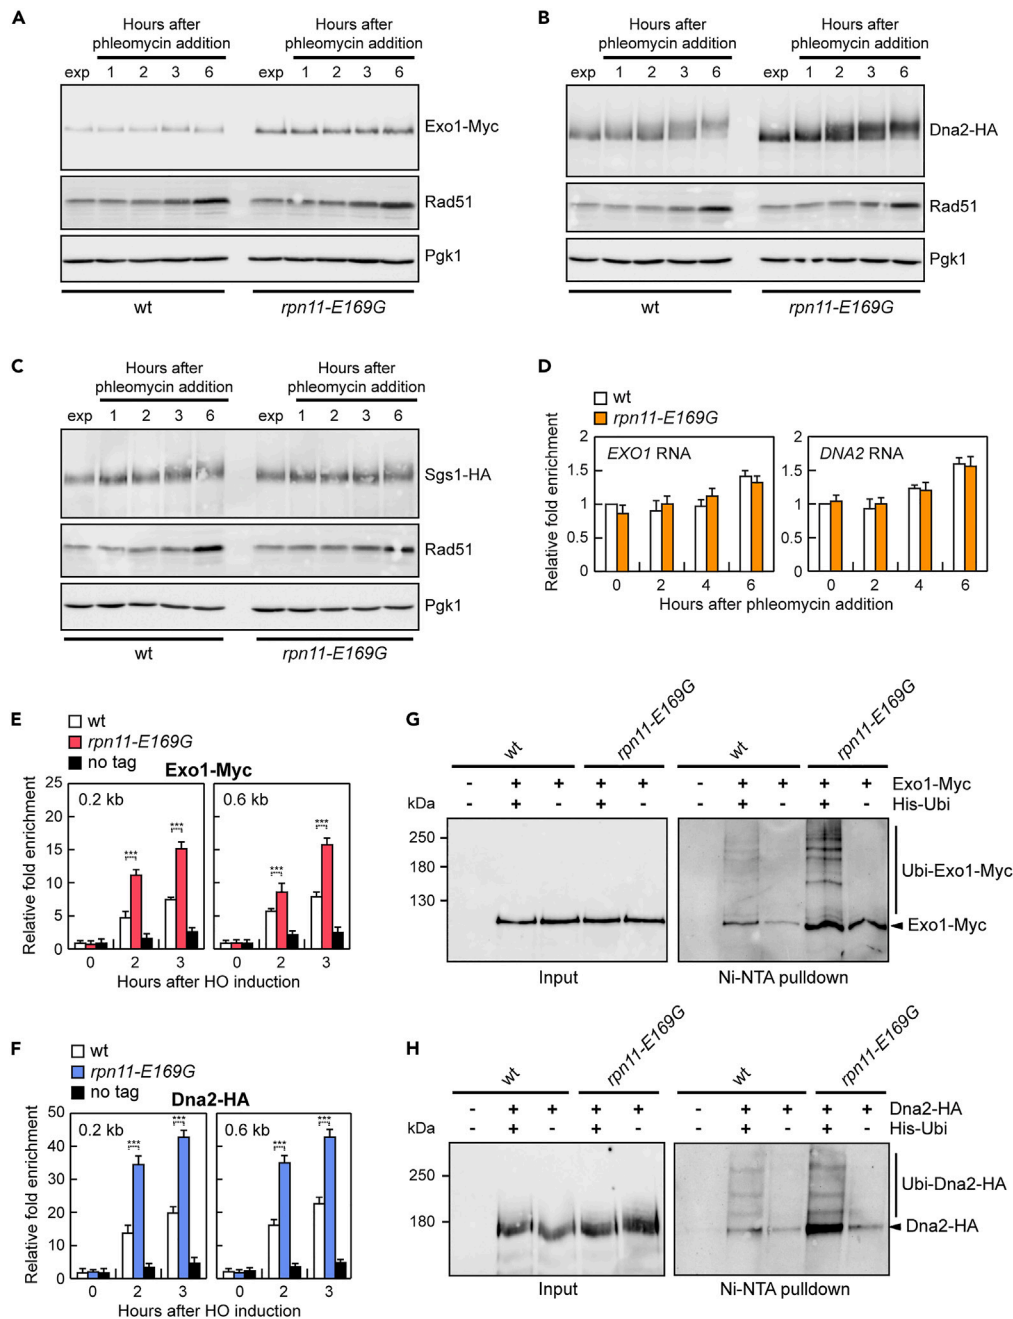 A
Hours after
phleomycin addition
Hours after
phleomycin addition
exp 1 2 3 6 exp 1 2 3 6
Exo1-Myc
Rad51
Pgk1
wt rpn11-E169G
B
Hours after
phleomycin addition
Hours after
phleomycin addition
exp 1 2 3 6 exp 1 2 3 6
Dna2-HA
Rad51
Pgk1
wt rpn11-E169G
C
Hours after
phleomycin addition
Hours after
phleomycin addition
exp 1 2 3 6 exp 1 2 3 6
Sgs1-HA
Rad51
Pgk1
wt rpn11-E169G
D
wt
rpn11-E169G
Relative fold enrichment
2
1.5
1
0.5
0
EXO1 RNA
0 2 4 6
2
1.5
1
0.5
0
DNA2 RNA
0 2 4 6
Hours after phleomycin addition
E
wt
rpn11-E169G
no tag
Exo1-Myc
Relative fold enrichment
25
20
15
10
5
0
0.2 kb
*** ***
0 2 3
0.6 kb
*** ***
0 2 3
Hours after HO induction
F
wt
rpn11-E169G
no tag
Dna2-HA
Relative fold enrichment
50
40
30
20
10
0
0.2 kb
*** ***
0 2 3
0.6 kb
*** ***
0 2 3
Hours after HO induction
G
wt rpn11-E169G wt rpn11-E169G
- + + + + - + + + + Exo1-Myc
- + - + - - + - + - His-Ubi
kDa
250
180
130
Ubi-Exo1-Myc
Exo1-Myc
Input Ni-NTA pulldown
H
wt rpn11-E169G wt rpn11-E169G
- + + + + - + + + + Dna2-HA
- + - + - - + - + - His-Ubi
kDa
250
180
Ubi-Dna2-HA
Dna2-HA
Input Ni-NTA pulldown